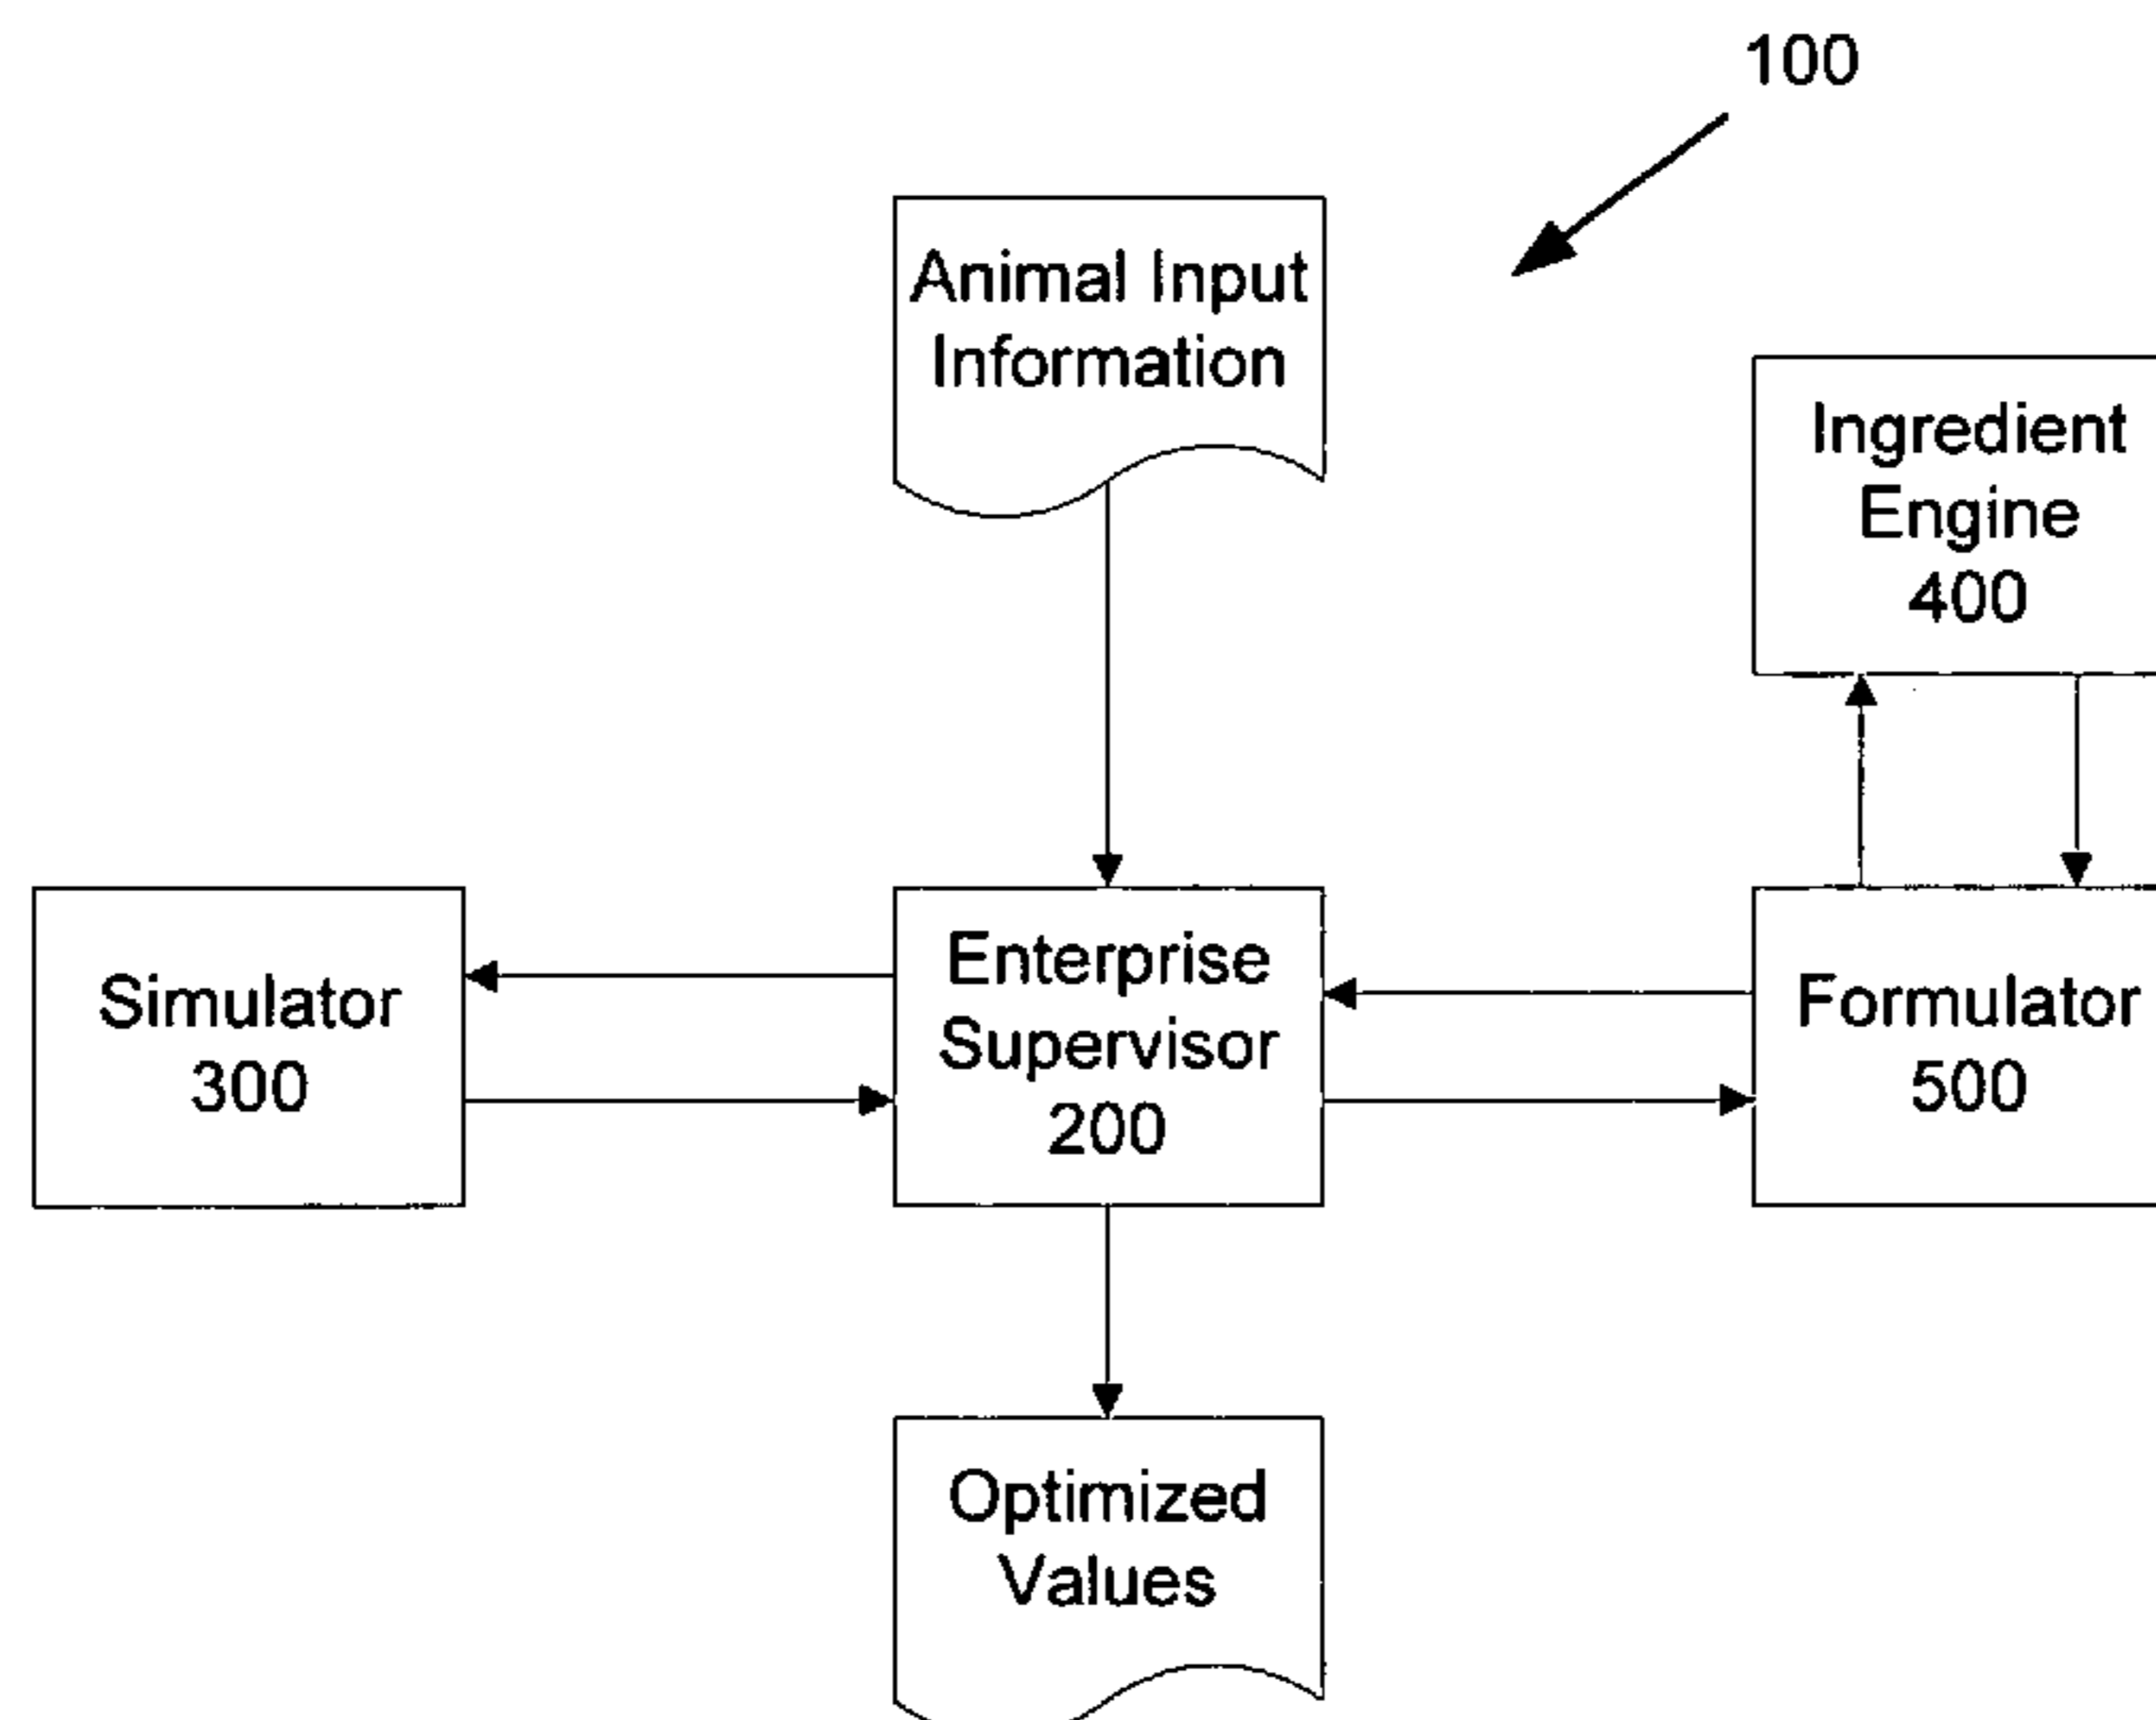 100
Animal Input
Information
Ingredient
Engine
400
Simulator
300
Enterprise
Supervisor
200
Formulator
500
Optimized
Values